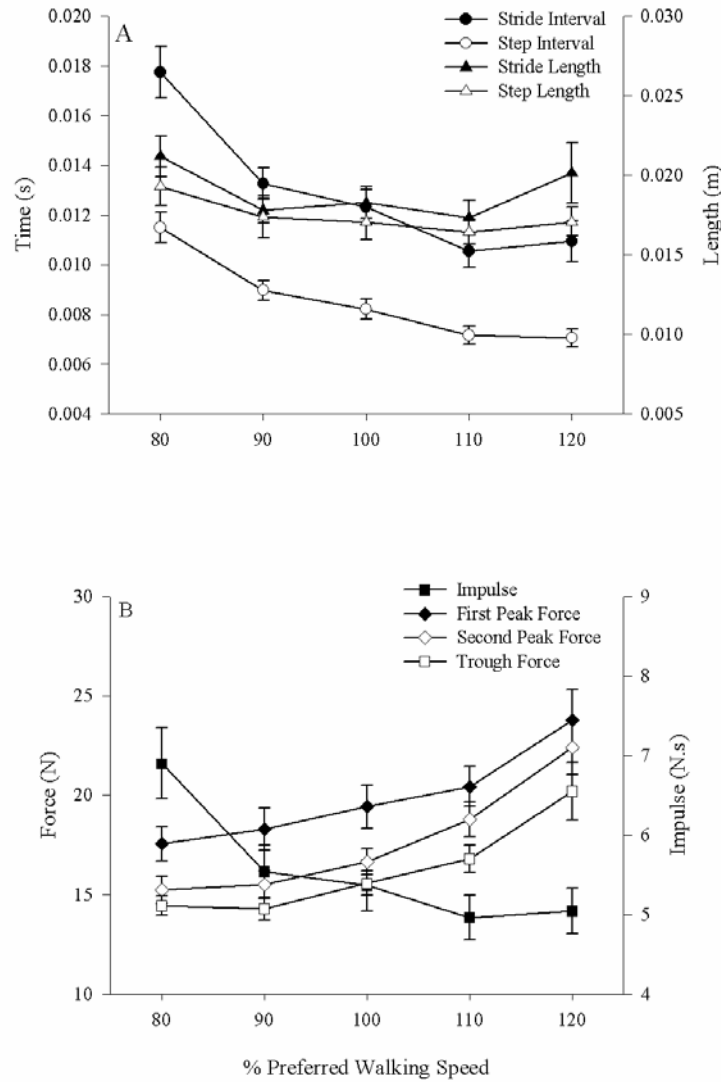 A
Stride Interval
Step Interval
Stride Length
Step Length
0.020
0.018
0.016
0.014
0.012
0.010
0.008
0.006
0.004
Time (s)
0.030
0.025
0.020
0.015
0.010
0.005
Length (m)
80 90 100 110 120
B
Impulse
First Peak Force
Second Peak Force
Trough Force
30
25
20
15
10
Force (N)
9
8
7
6
5
4
Impulse (N.s)
80 90 100 110 120
% Preferred Walking Speed